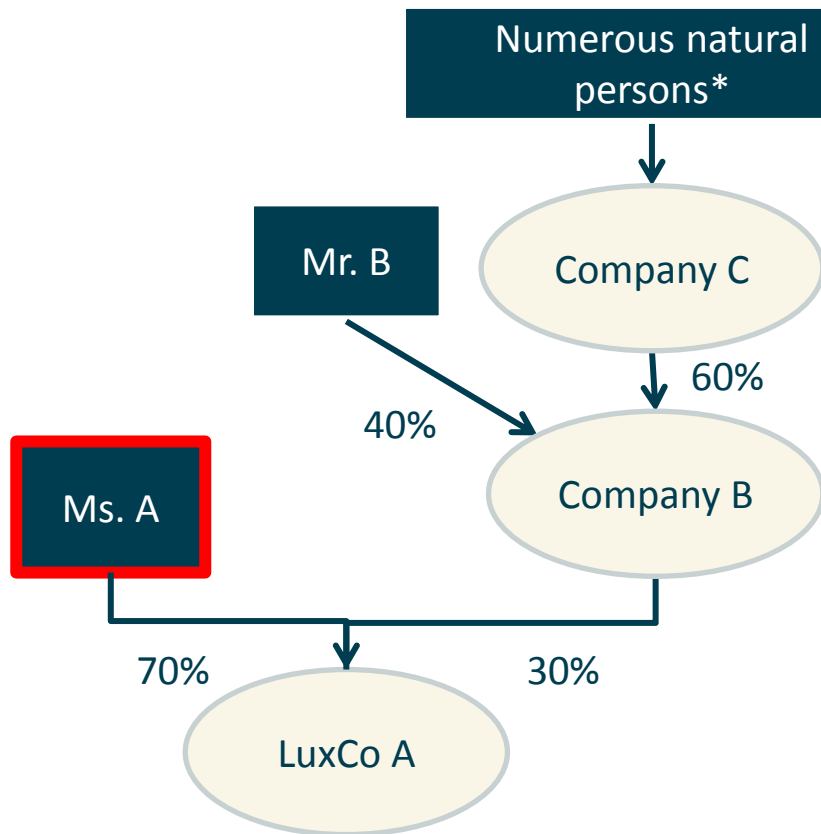 Numerous natural
persons*
Company C
Mr. B
60%
40%
Company B
Ms. A
70%
30%
LuxCo A